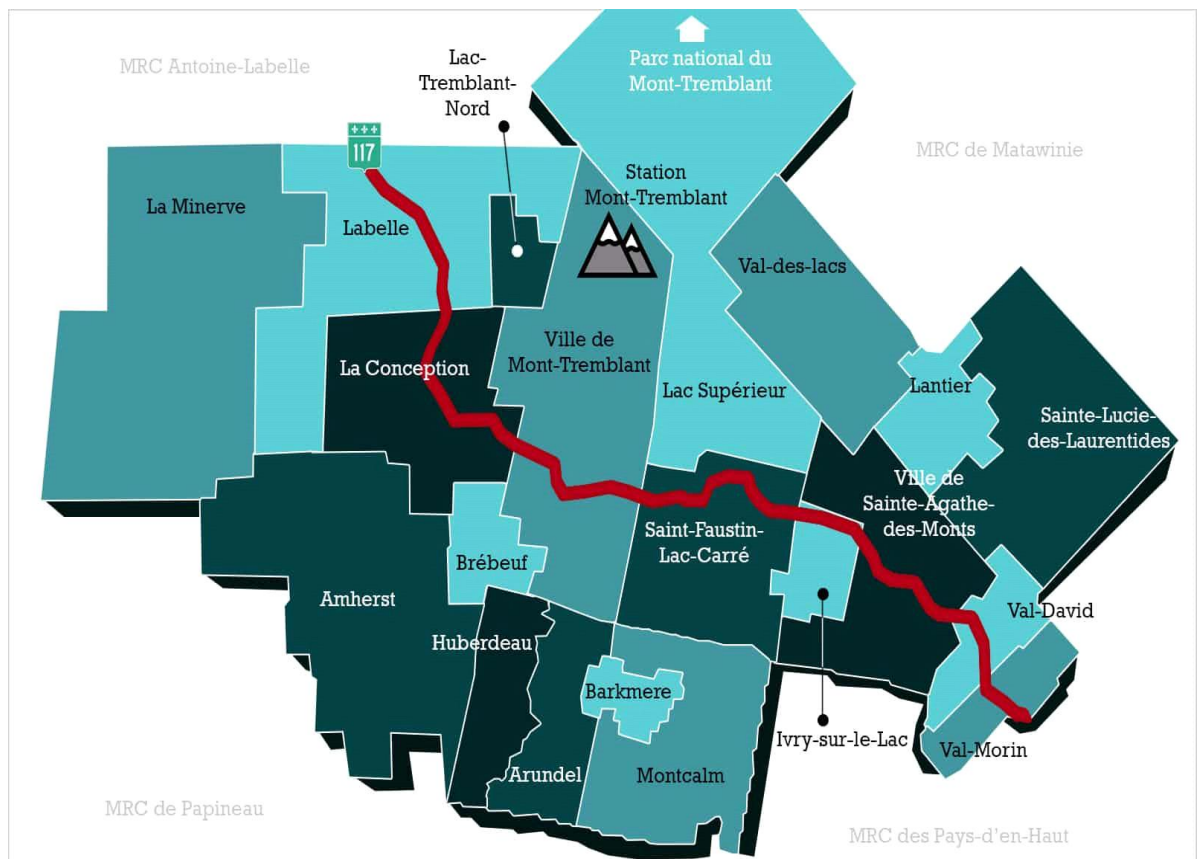 MRC Antoine-Labelle
Lac-
Tremblant-
Nord
Parc national du
Mont-Tremblant
117
MRC de Matawinie
Station
Mont-Tremblant
La Minerve
Labelle
Val-des-lacs
Ville de
Mont-Tremblant
La Conception
Lac Supérieur
Lantier
Sainte-Lucie-
des-Laurentides
Ville de
Sainte-Agathe-
des-Monts
Saint-Faustin-
Lac-Carré
Brébeuf
Amherst
Val-David
Huberdeau
Barkmere
Ivry-sur-le-Lac
Val-Morin
Arundel
Montcalm
MRC de Papineau
MRC des Pays-d'en-Haut